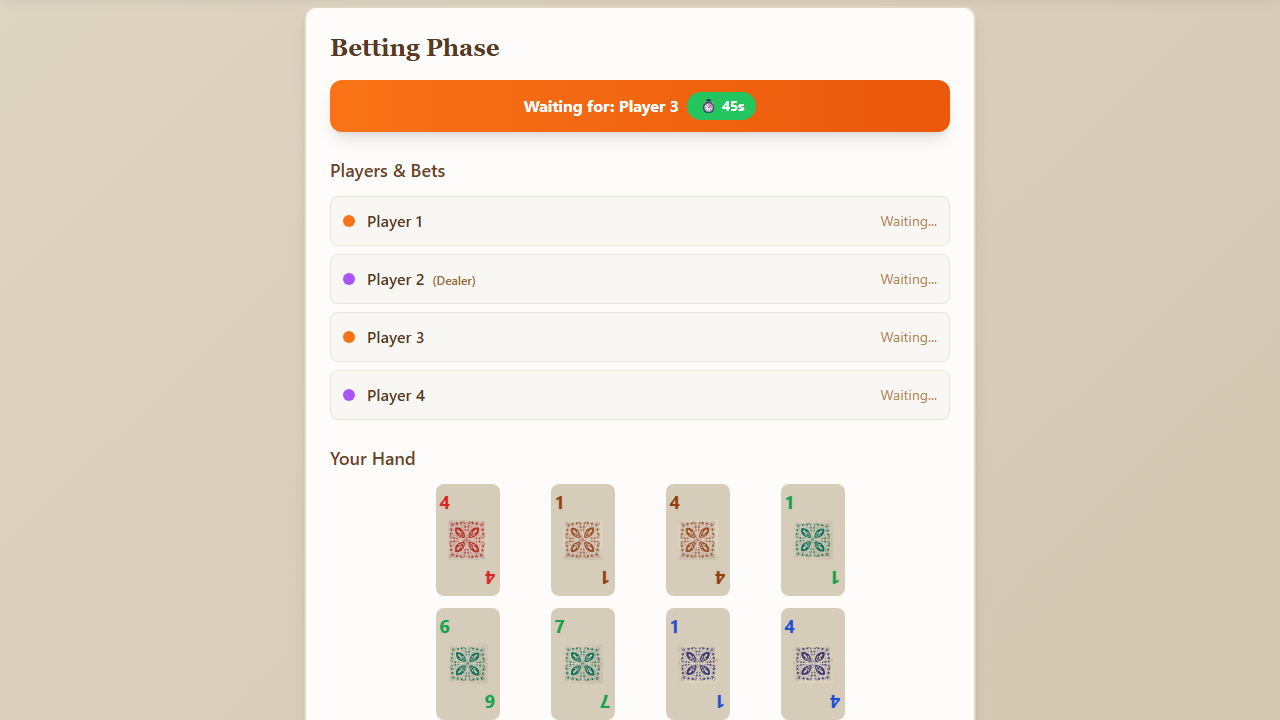 Betting Phase
Waiting for: Player 3 ⏱ 45s
Players & Bets
Player 1 Waiting...
Player 2 (Dealer) Waiting...
Player 3 Waiting...
Player 4 Waiting...
Your Hand
4 1 4 1
4 1 4 1
6 7 1 4
6 7 1 4